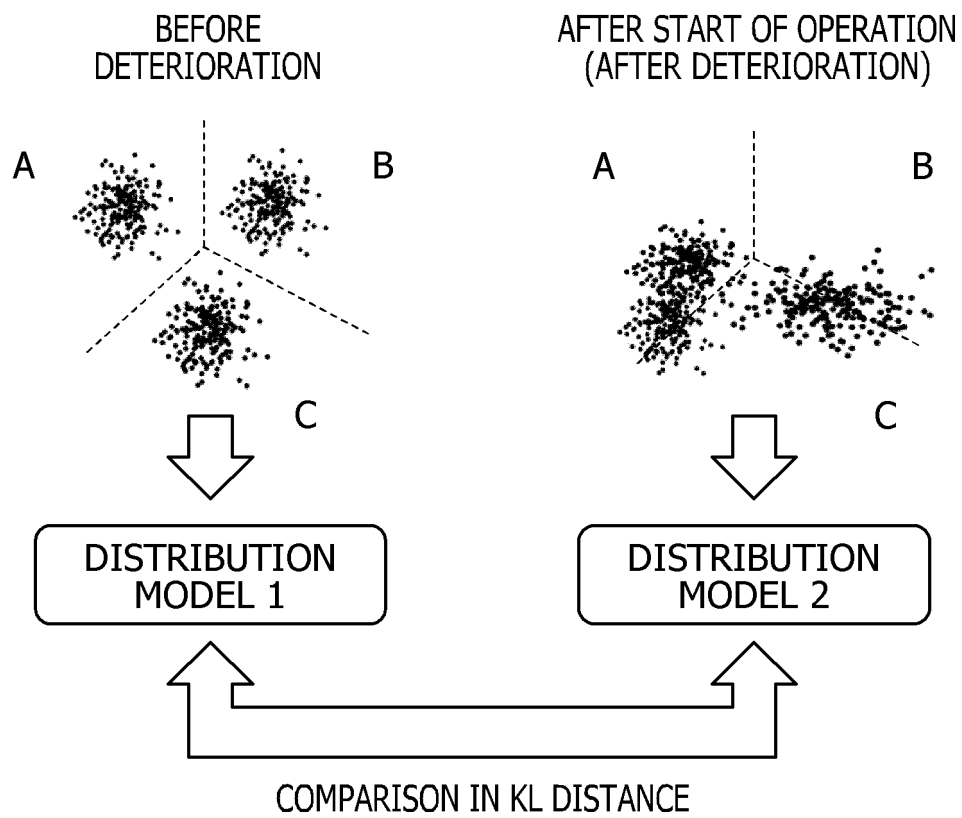 BEFORE
DETERIORATION
AFTER START OF OPERATION
(AFTER DETERIORATION)
A
B
C
A
B
C
DISTRIBUTION
MODEL 1
DISTRIBUTION
MODEL 2
COMPARISON IN KL DISTANCE